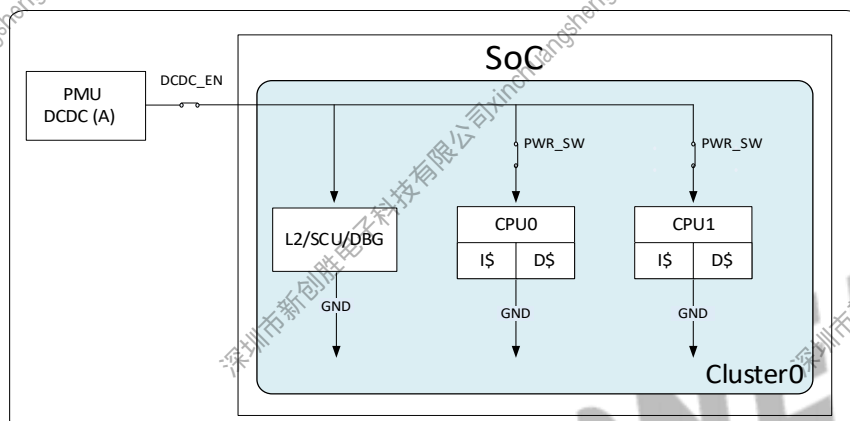 SoC
PMU
DCDC (A)
DCDC_EN
PWR_SW
PWR_SW
L2/SCU/DBG
CPU0
I$ D$
CPU1
I$ D$
GND
GND
GND
Cluster0
深圳市新创胜电子科技有限公司xinchuangsheng